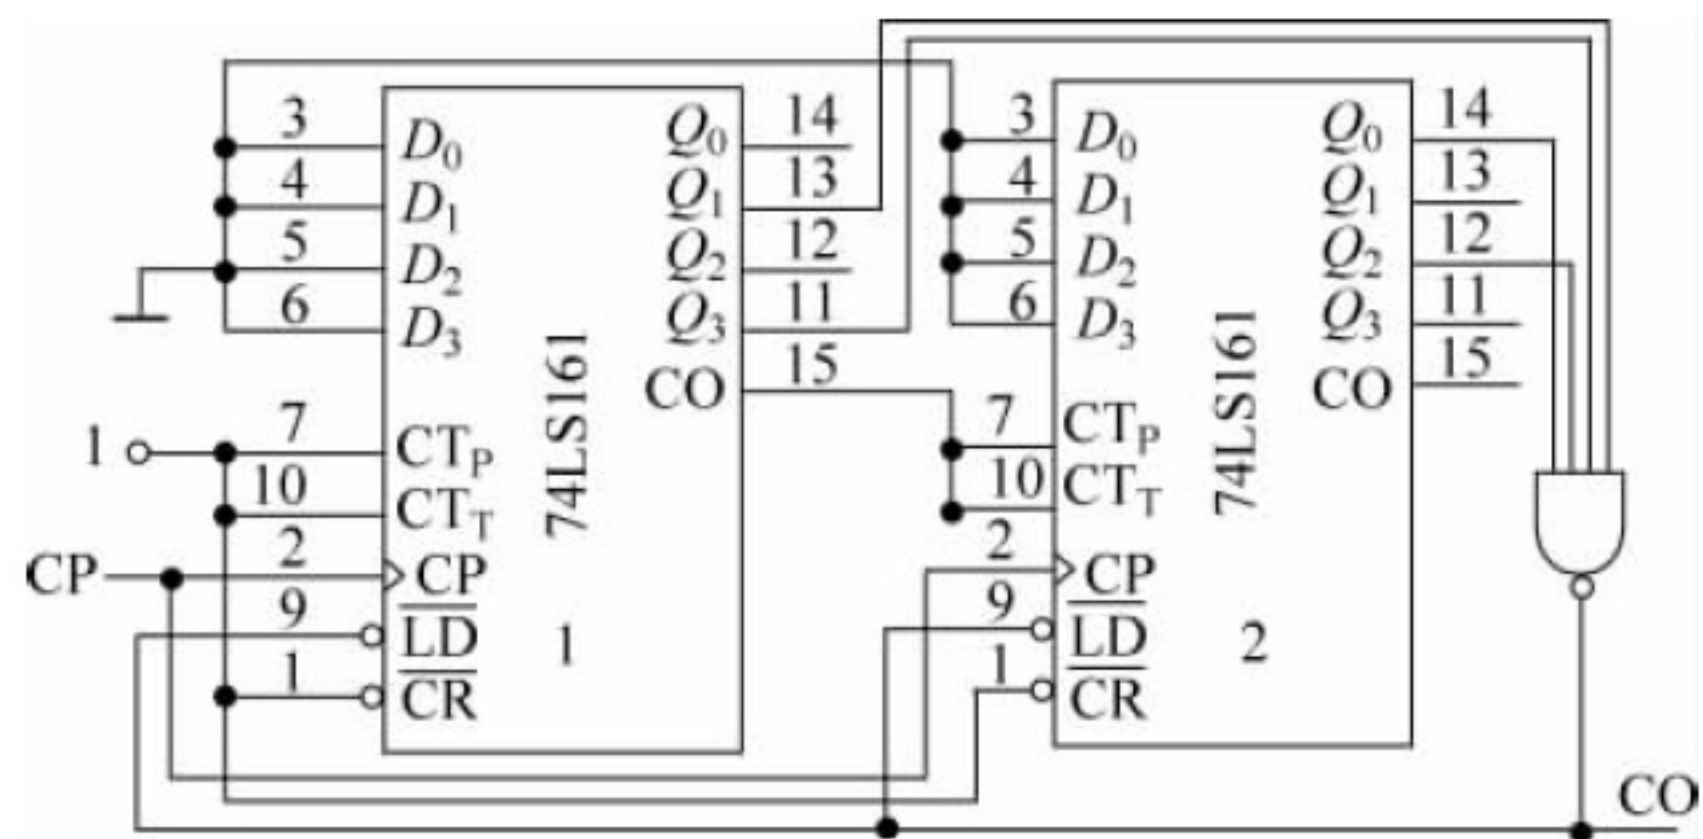 3 D0 Q0 14
4 D1 Q1 13
5 D2 Q2 12
6 D3 Q3 11
CO 15
1 7 CTP
10 CTT
CP 2 CP
9 LD
1 CR
74LS161
1
3 D0 Q0 14
4 D1 Q1 13
5 D2 Q2 12
6 D3 Q3 11
CO 15
7 CTP
10 CTT
2 CP
9 LD
1 CR
74LS161
2
CO